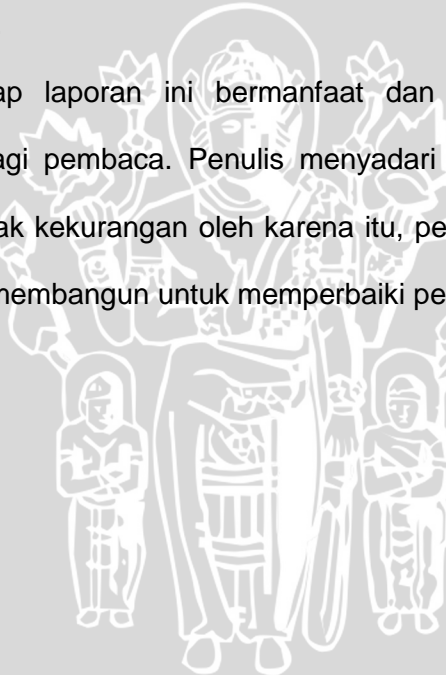 ap laporan ini bermanfaat dan
agi pembaca. Penulis menyadari
ak kekurangan oleh karena itu, pe
membangun untuk memperbaiki pe